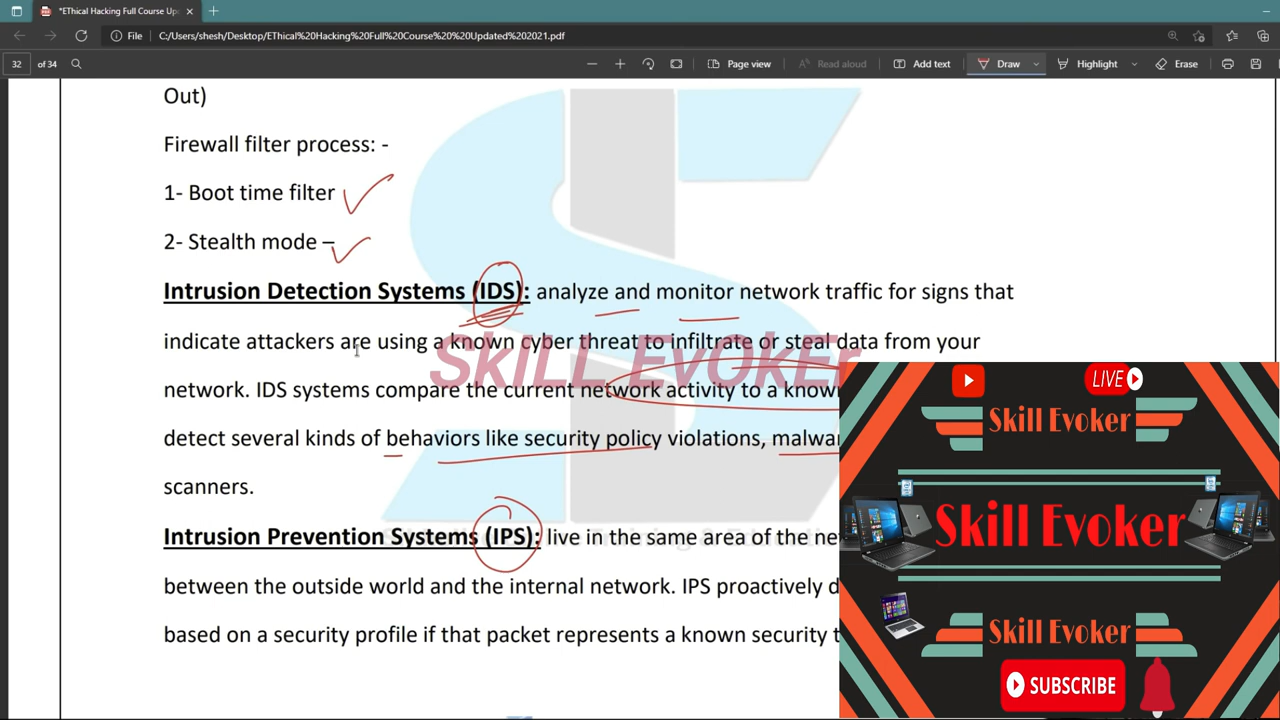 *EThical Hacking Full Course Upd
File C:/Users/shesh/Desktop/EThical%20Hacking%20Full%20Course%20%20Updated%202021.pdf
32 of 34 Page view Read aloud Add text Draw Highlight Erase
Out)
Firewall filter process: -
1- Boot time filter
2- Stealth mode –
Intrusion Detection Systems (IDS): analyze and monitor network traffic for signs that
indicate attackers are using a known cyber threat to infiltrate or steal data from your
SKILL EVOKEr
network. IDS systems compare the current network activity to a known
detect several kinds of behaviors like security policy violations, malwar
scanners.
Intrusion Prevention Systems (IPS): live in the same area of the net
between the outside world and the internal network. IPS proactively d
based on a security profile if that packet represents a known security t
LIVE
Skill Evoker
Skill Evoker
Skill Evoker
SUBSCRIBE